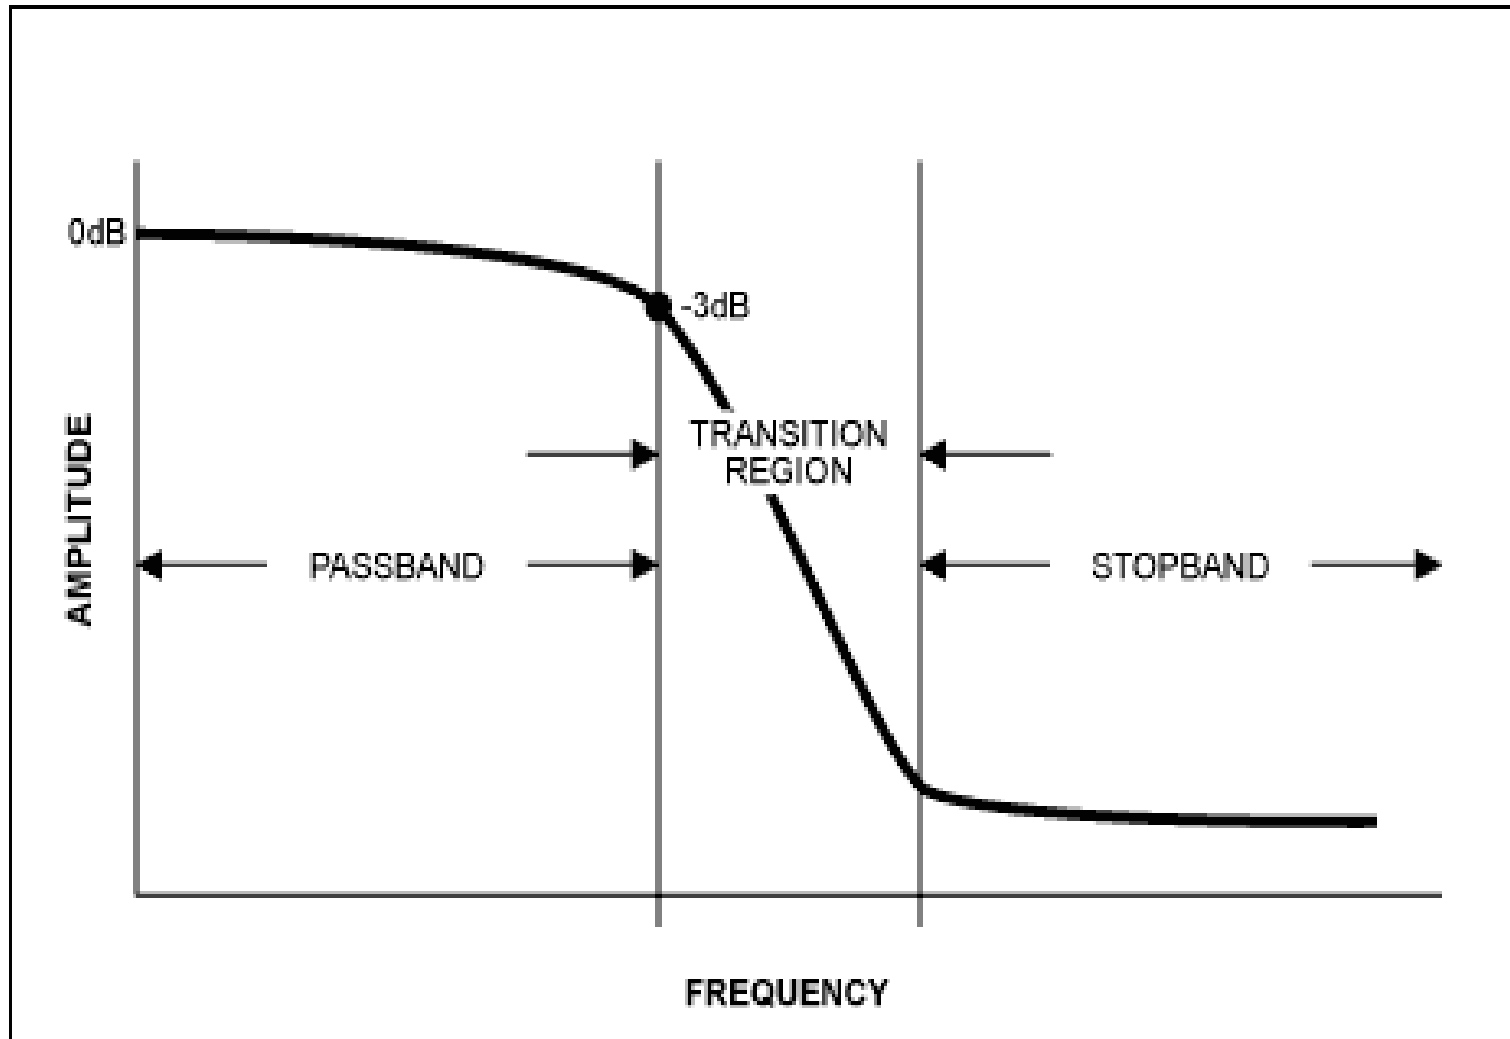 0dB
-3dB
TRANSITION
REGION
PASSBAND
STOPBAND
AMPLITUDE
FREQUENCY